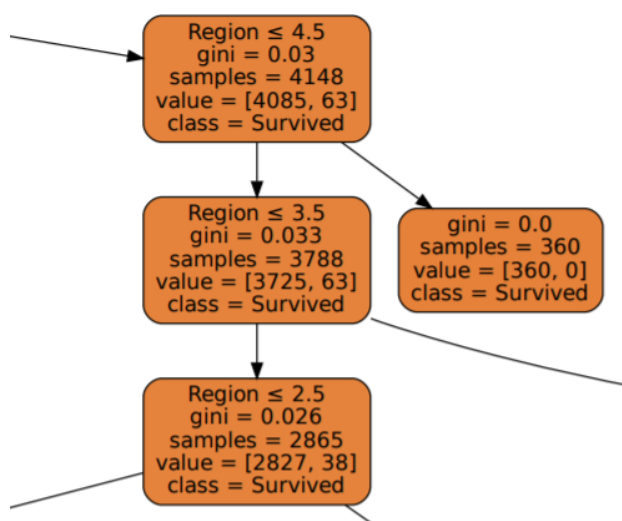 Region ≤ 4.5
gini = 0.03
samples = 4148
value = [4085, 63]
class = Survived
Region ≤ 3.5
gini = 0.033
samples = 3788
value = [3725, 63]
class = Survived
gini = 0.0
samples = 360
value = [360, 0]
class = Survived
Region ≤ 2.5
gini = 0.026
samples = 2865
value = [2827, 38]
class = Survived